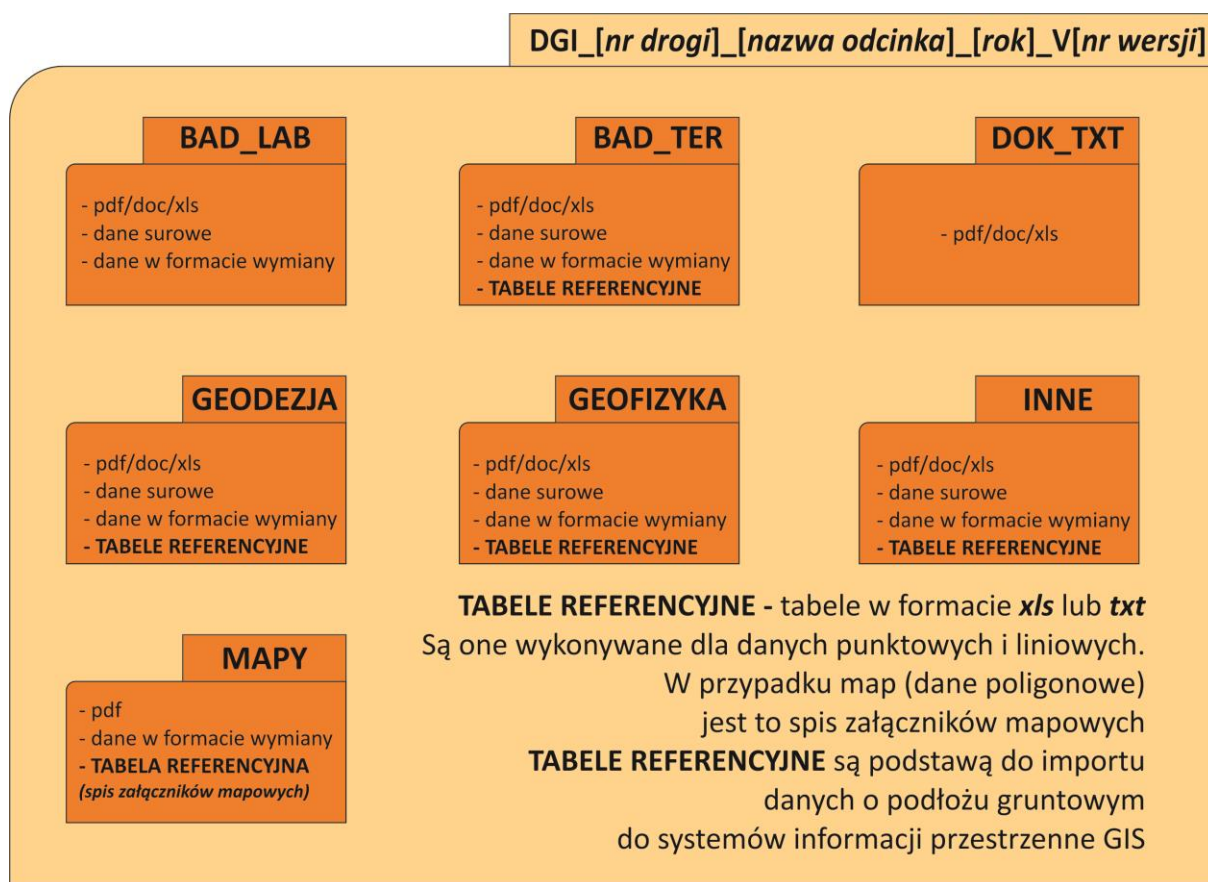 DGI_[nr drogi]_[nazwa odcinka]_[rok]_V[nr wersji]
BAD_LAB
- pdf/doc/xls
- dane surowe
- dane w formacie wymiany
BAD_TER
- pdf/doc/xls
- dane surowe
- dane w formacie wymiany
- TABELE REFERENCYJNE
DOK_TXT
- pdf/doc/xls
GEODEZJA
- pdf/doc/xls
- dane surowe
- dane w formacie wymiany
- TABELE REFERENCYJNE
GEOFIZYKA
- pdf/doc/xls
- dane surowe
- dane w formacie wymiany
- TABELE REFERENCYJNE
INNE
- pdf/doc/xls
- dane surowe
- dane w formacie wymiany
- TABELE REFERENCYJNE
MAPY
- pdf
- dane w formacie wymiany
- TABELA REFERENCYJNA
(spis załączników mapowych)
TABELE REFERENCYJNE - tabele w formacie xls lub txt
Są one wykonywane dla danych punktowych i liniowych.
W przypadku map (dane poligonowe)
jest to spis załączników mapowych
TABELE REFERENCYJNE są podstawą do importu
danych o podłożu gruntowym
do systemów informacji przestrzenne GIS